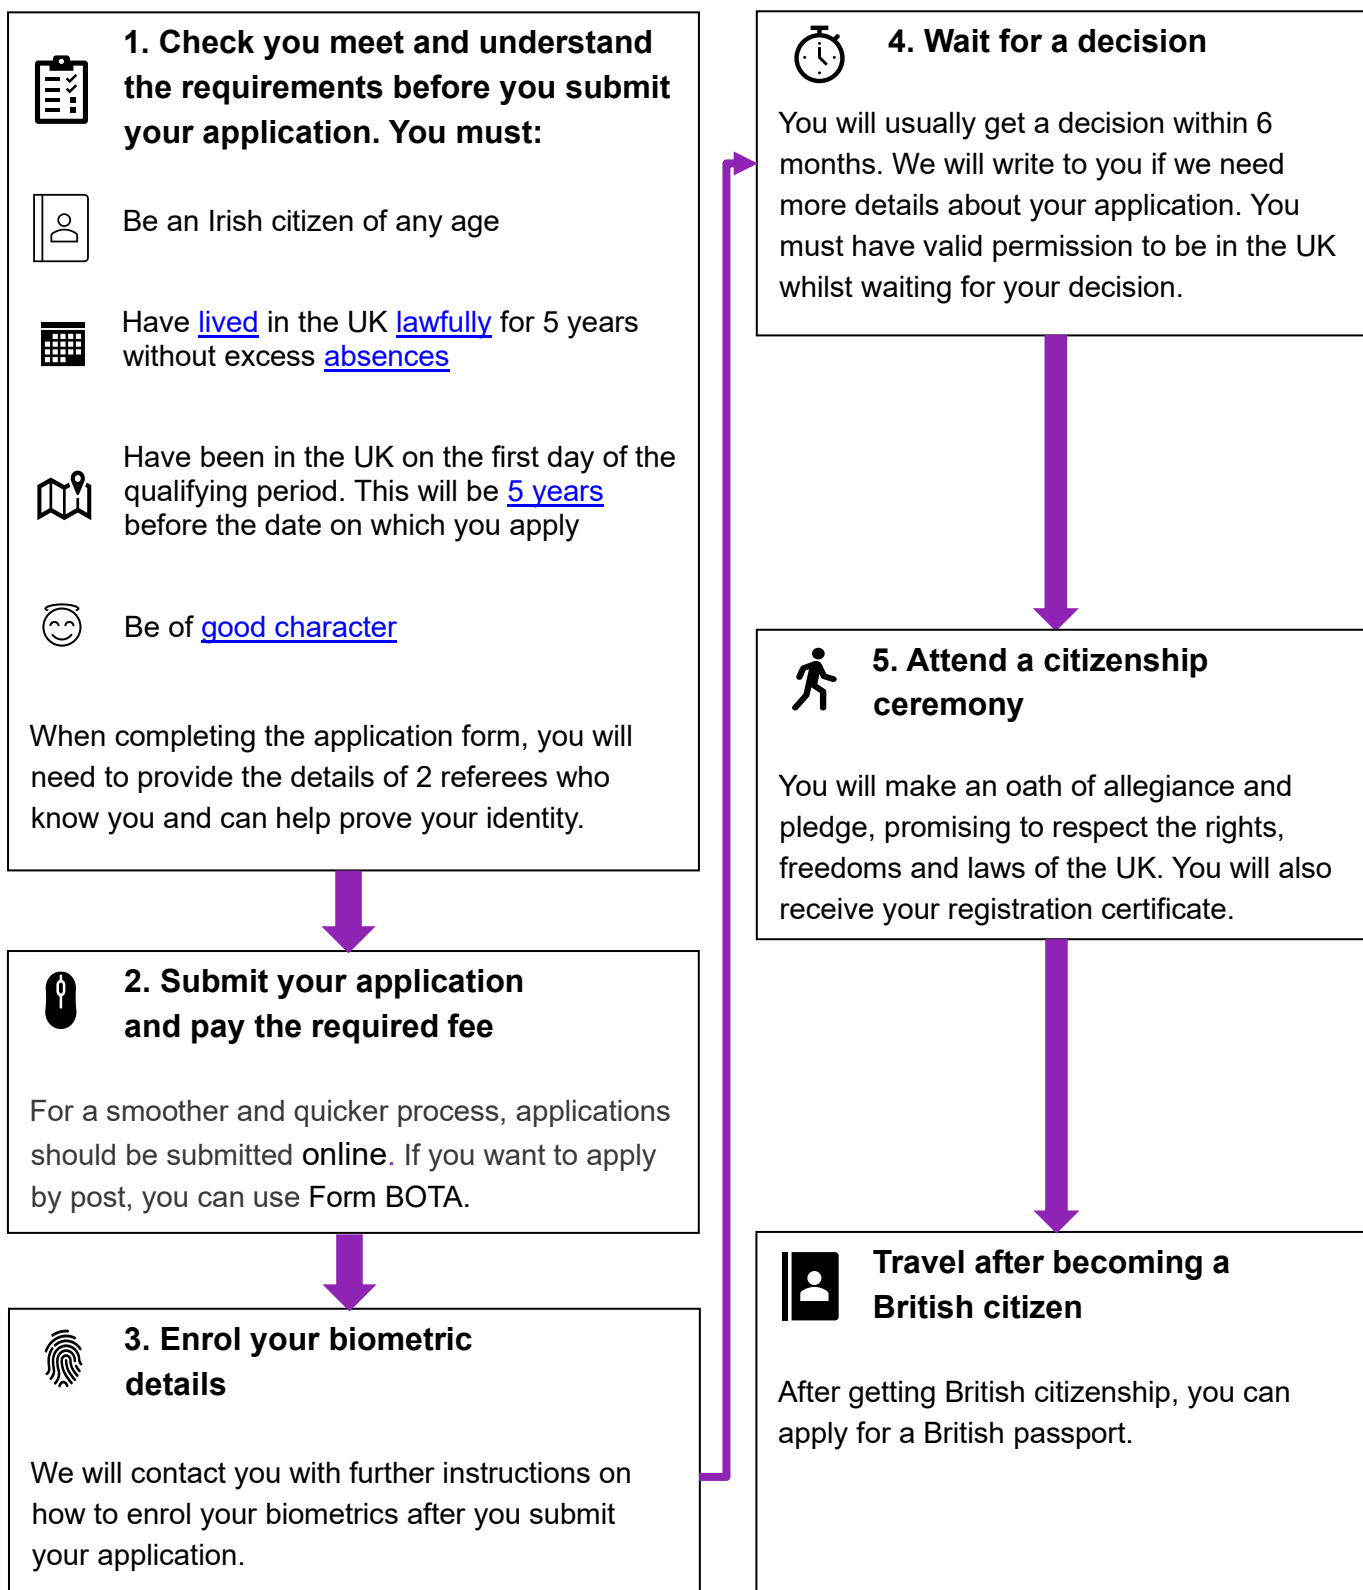 1. Check you meet and understand
the requirements before you submit
your application. You must:
Be an Irish citizen of any age
Have lived in the UK lawfully for 5 years
without excess absences
Have been in the UK on the first day of the
qualifying period. This will be 5 years
before the date on which you apply
Be of good character
When completing the application form, you will
need to provide the details of 2 referees who
know you and can help prove your identity.
2. Submit your application
and pay the required fee
For a smoother and quicker process, applications
should be submitted online. If you want to apply
by post, you can use Form BOTA.
3. Enrol your biometric
details
We will contact you with further instructions on
how to enrol your biometrics after you submit
your application.
4. Wait for a decision
You will usually get a decision within 6
months. We will write to you if we need
more details about your application. You
must have valid permission to be in the UK
whilst waiting for your decision.
5. Attend a citizenship
ceremony
You will make an oath of allegiance and
pledge, promising to respect the rights,
freedoms and laws of the UK. You will also
receive your registration certificate.
Travel after becoming a
British citizen
After getting British citizenship, you can
apply for a British passport.